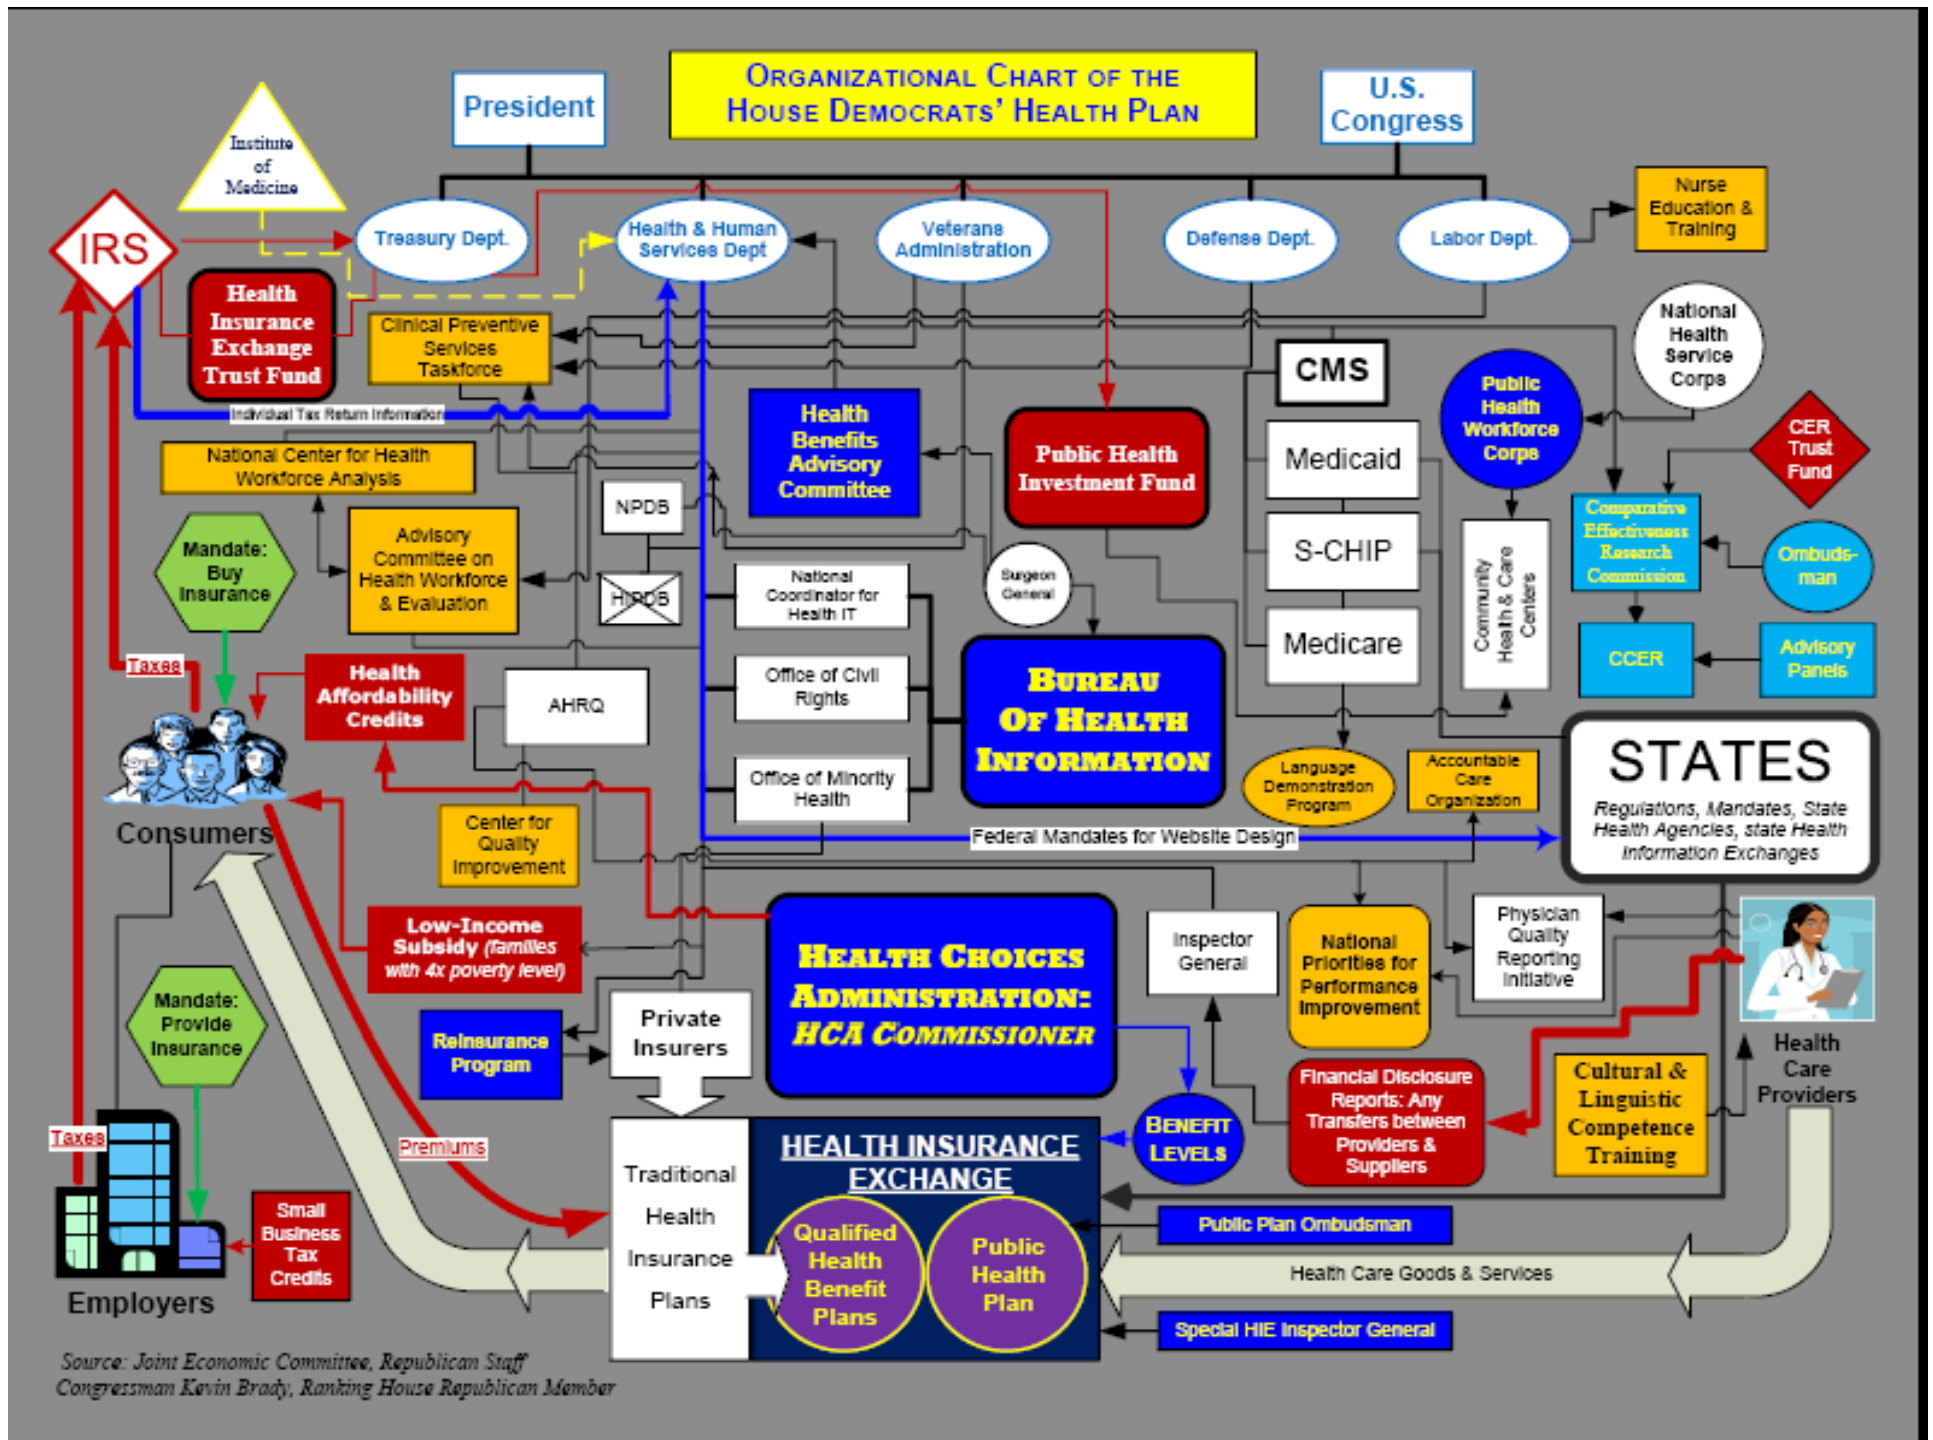 ORGANIZATIONAL CHART OF THE
HOUSE DEMOCRATS' HEALTH PLAN
President
U.S.
Congress
Institute
of
Medicine
IRS
Treasury Dept.
Health & Human
Services Dept
Veterans
Administration
Defense Dept.
Labor Dept.
Nurse
Education &
Training
Health
Insurance
Exchange
Trust Fund
Clinical Preventive
Services
Taskforce
CMS
National
Health
Service
Corps
Public
Health
Workforce
Corps
Individual Tax Return Information
Health
Benefits
Advisory
Committee
Public Health
Investment Fund
Medicaid
CER
Trust
Fund
National Center for Health
Workforce Analysis
NPDB
Advisory
Committee on
Health Workforce
& Evaluation
Mandate:
Buy
Insurance
HIPDB
National
Coordinator for
Health IT
Surgeon
General
S-CHIP
Community
Health & Care
Centers
Comparative
Effectiveness
Research
Commission
Ombuds-
man
Medicare
CCER
Advisory
Panels
Taxes
Health
Affordability
Credits
AHRQ
Office of Civil
Rights
BUREAU
OF HEALTH
INFORMATION
Office of Minority
Health
Language
Demonstration
Program
Accountable
Care
Organization
STATES
Regulations, Mandates, State
Health Agencies, state Health
Information Exchanges
Consumers
Center for
Quality
Improvement
Federal Mandates for Website Design
Low-Income
Subsidy (families
with 4x poverty level)
HEALTH CHOICES
ADMINISTRATION:
HCA COMMISSIONER
Inspector
General
National
Priorities for
Performance
Improvement
Physician
Quality
Reporting
Initiative
Mandate:
Provide
Insurance
Reinsurance
Program
Private
Insurers
Health
Care
Providers
Financial Disclosure
Reports: Any
Transfers between
Providers &
Suppliers
Cultural &
Linguistic
Competence
Training
Taxes
Premiums
BENEFIT
LEVELS
HEALTH INSURANCE
EXCHANGE
Traditional
Health
Insurance
Plans
Qualified
Health
Benefit
Plans
Public
Health
Plan
Public Plan Ombudsman
Health Care Goods & Services
Special HIE Inspector General
Small
Business
Tax
Credits
Employers
Source: Joint Economic Committee, Republican Staff
Congressman Kevin Brady, Ranking House Republican Member